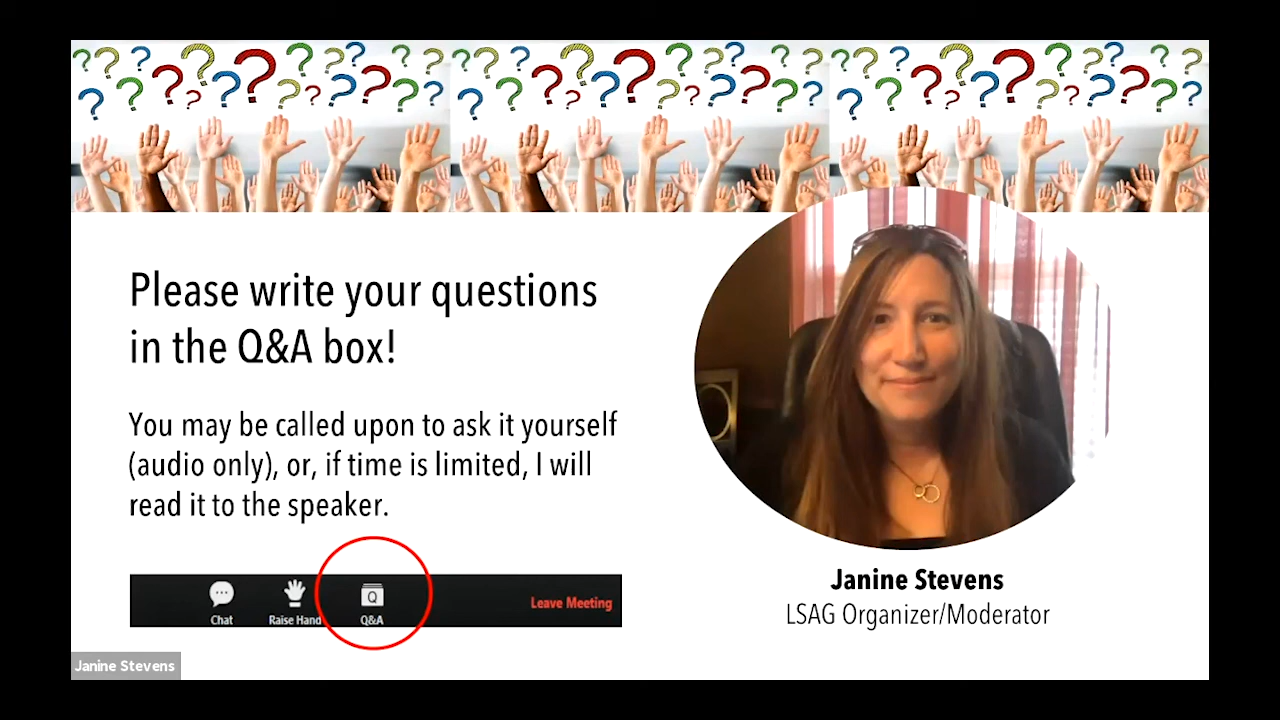 Please write your questions
in the Q&A box!
You may be called upon to ask it yourself
(audio only), or, if time is limited, I will
read it to the speaker.
Chat
Raise Hand
Q&A
Leave Meeting
Janine Stevens
LSAG Organizer/Moderator
Janine Stevens